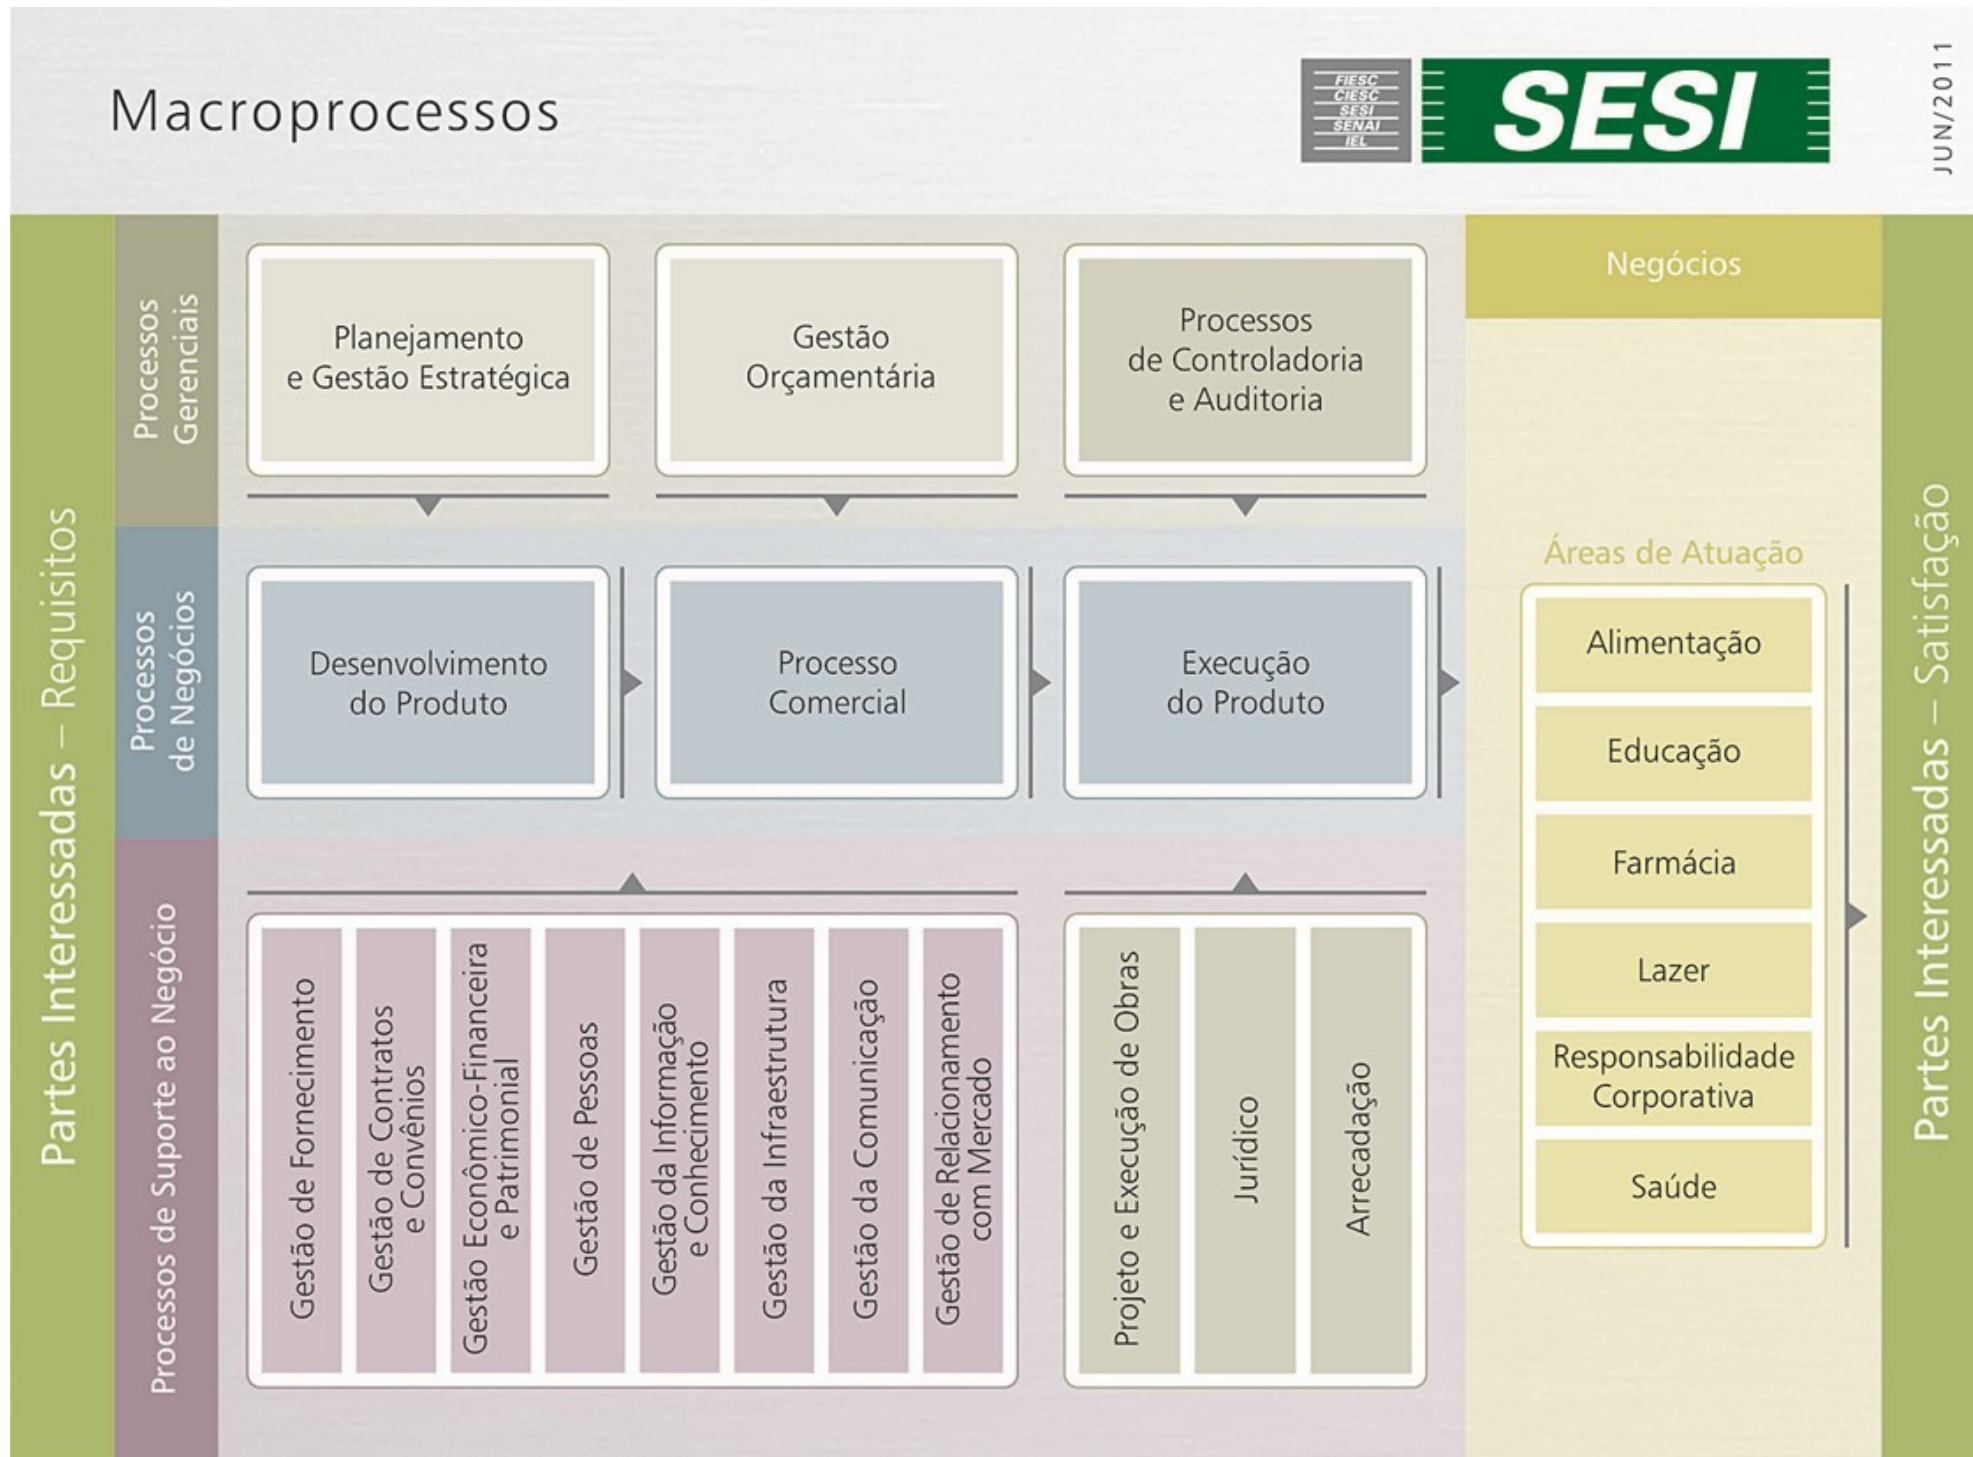 Macroprocessos
FIESC
CIESC
SESI
SENAI
IEL
SESI
JUN/2011
Partes Interessadas – Requisitos
Processos
Gerenciais
Planejamento
e Gestão Estratégica
Gestão
Orçamentária
Processos
de Controladoria
e Auditoria
Processos
de Negócios
Desenvolvimento
do Produto
Processo
Comercial
Execução
do Produto
Processos de Suporte ao Negócio
Gestão de Fornecimento
Gestão de Contratos
e Convênios
Gestão Econômico-Financeira
e Patrimonial
Gestão de Pessoas
Gestão da Informação
e Conhecimento
Gestão da Infraestrutura
Gestão da Comunicação
Gestão de Relacionamento
com Mercado
Projeto e Execução de Obras
Jurídico
Arrecadação
Negócios
Áreas de Atuação
Alimentação
Educação
Farmácia
Lazer
Responsabilidade
Corporativa
Saúde
Partes Interessadas – Satisfação